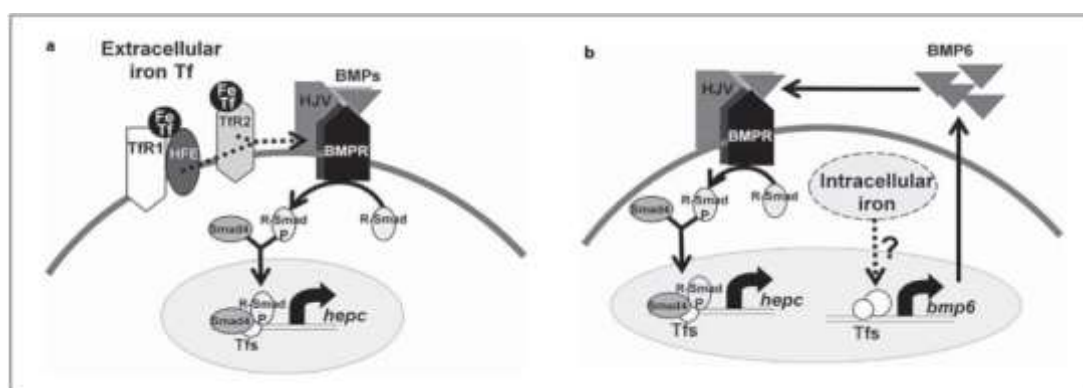 a
Extracellular
iron Tf
Fe
Tf
TfR1
HFE
Fe
Tf
TfR2
BMPs
HJV
BMPR
R-Smad
P
R-Smad
Smad4
R-Smad
P
Smad4
Tfs
hepc
b
BMP6
HJV
BMPR
R-Smad
P
R-Smad
Smad4
Intracellular
iron
?
R-Smad
P
Smad4
Tfs
hepc
Tfs
bmp6